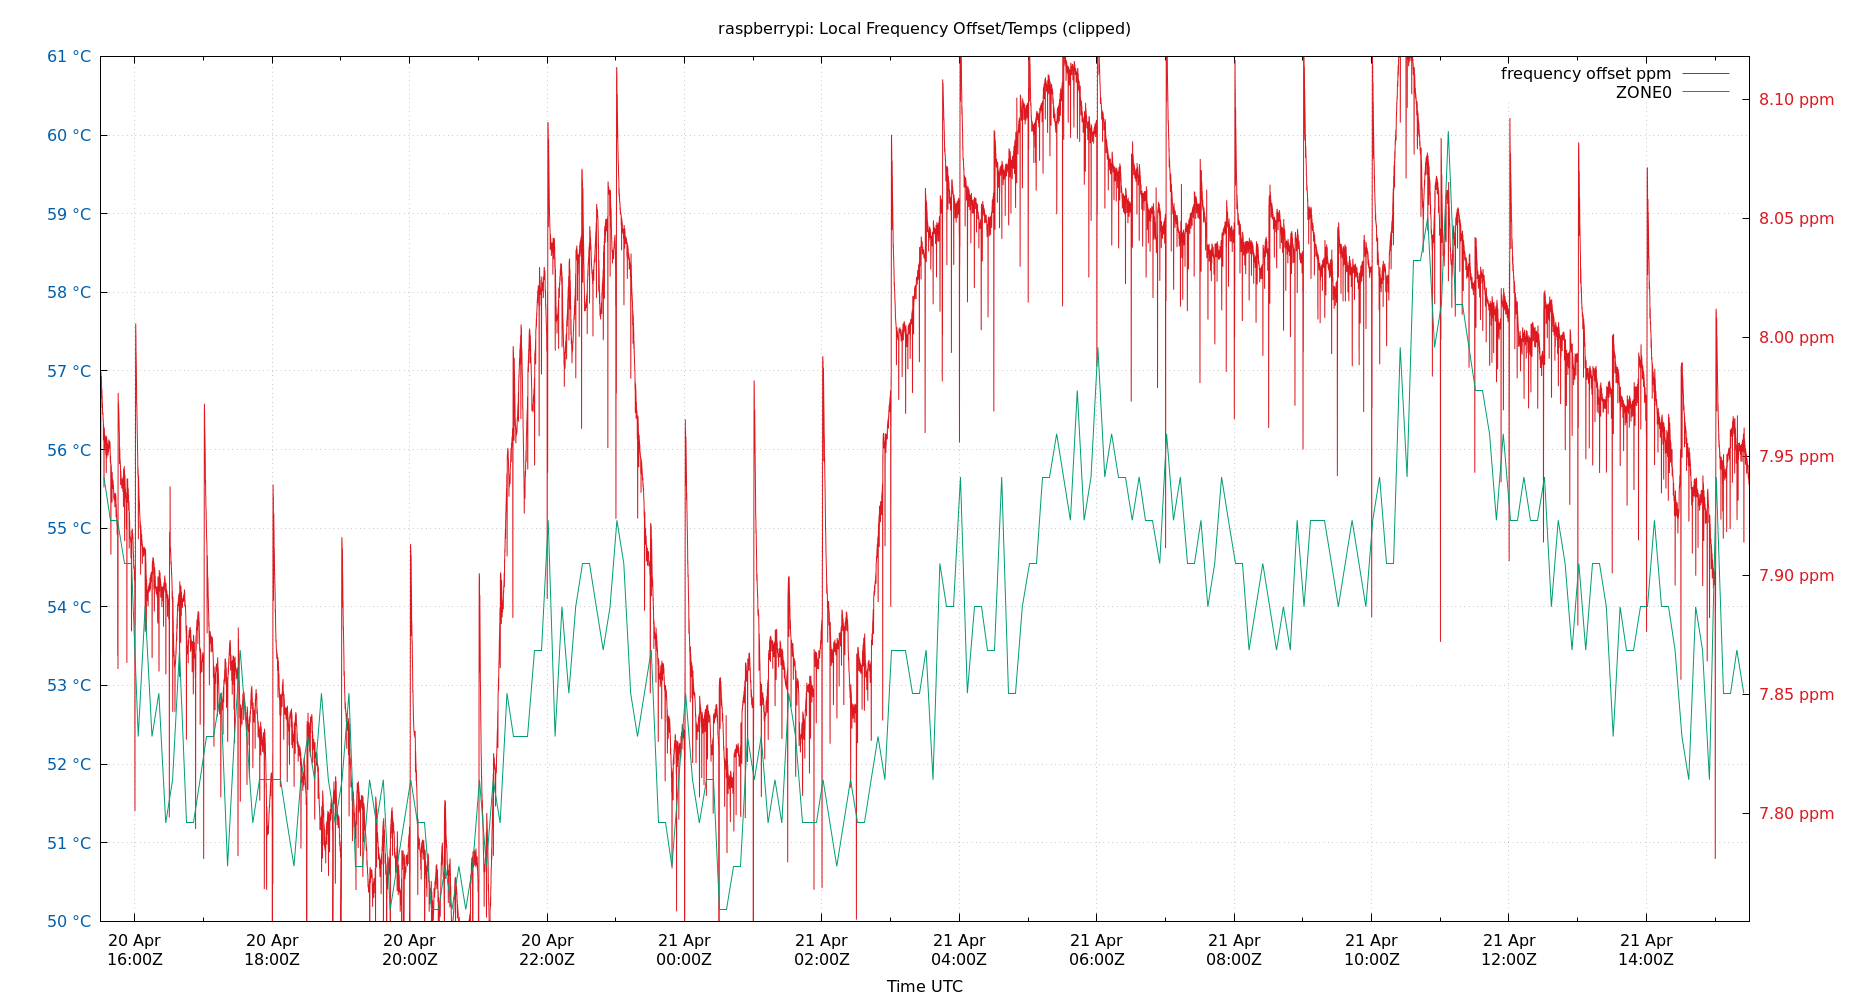 raspberrypi: Local Frequency Offset/Temps (clipped)
61 °C
60 °C
59 °C
58 °C
57 °C
56 °C
55 °C
54 °C
53 °C
52 °C
51 °C
50 °C
frequency offset ppm
ZONE0
8.10 ppm
8.05 ppm
8.00 ppm
7.95 ppm
7.90 ppm
7.85 ppm
7.80 ppm
20 Apr 20 Apr 20 Apr 20 Apr 21 Apr 21 Apr 21 Apr 21 Apr 21 Apr 21 Apr 21 Apr 21 Apr
16:00Z 18:00Z 20:00Z 22:00Z 00:00Z 02:00Z 04:00Z 06:00Z 08:00Z 10:00Z 12:00Z 14:00Z
Time UTC